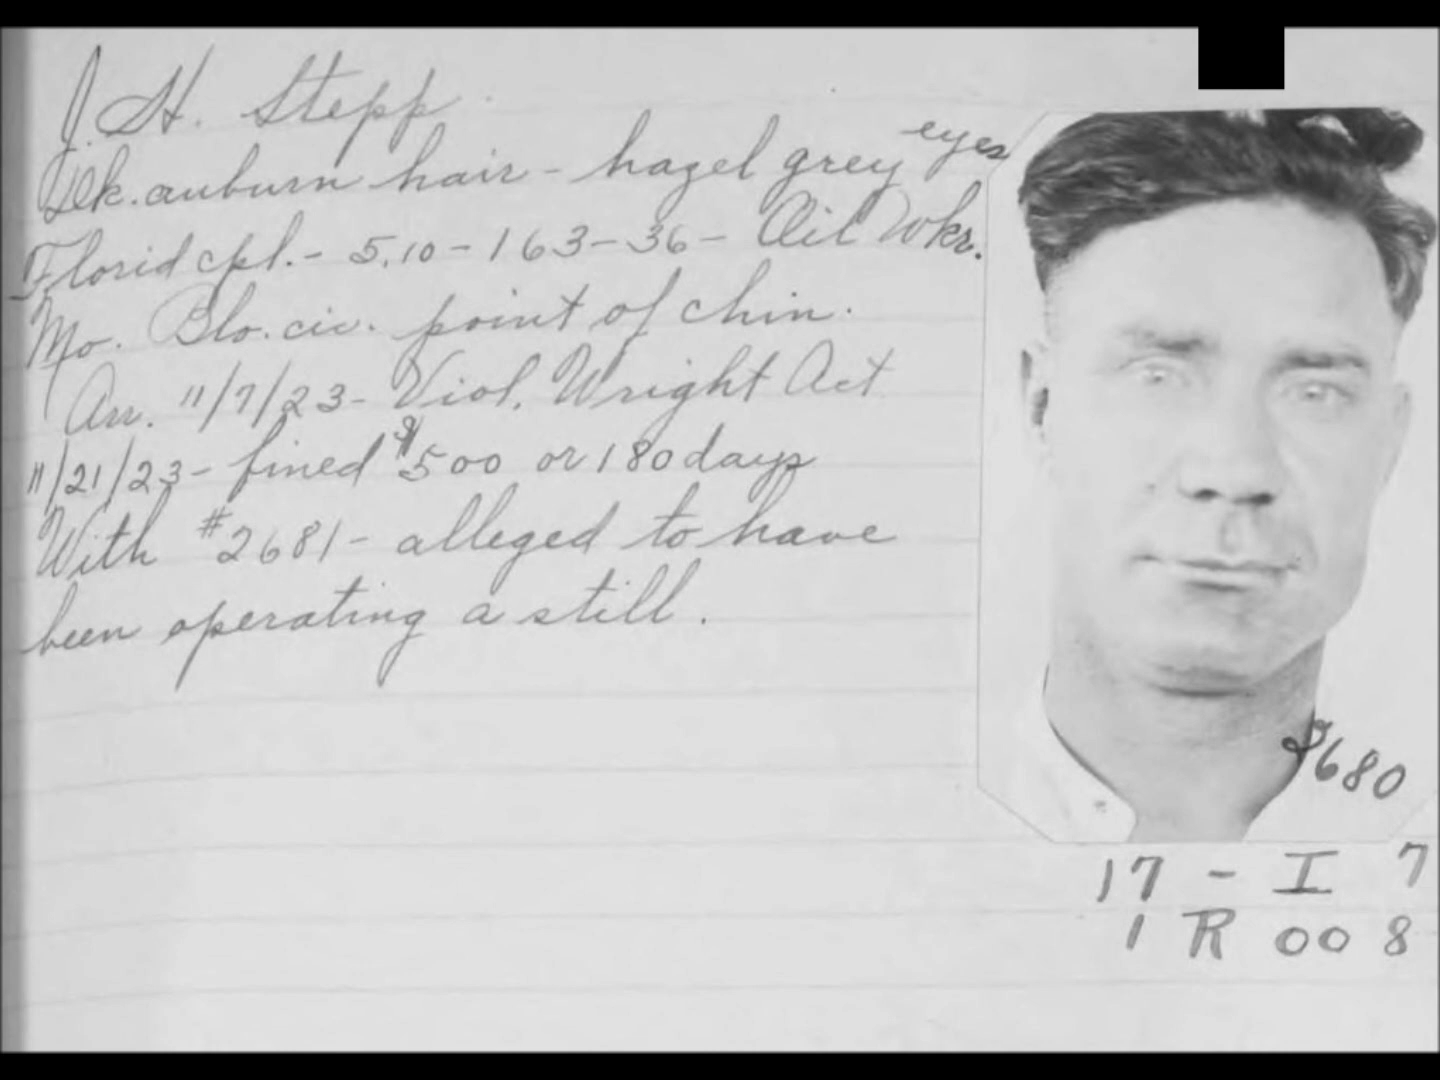 J. H. Stepp
Dk. auburn hair - hazel grey eyes
Florid cpl. - 5.10 - 163 - 36 - Oil Wkr.
Mo. Blo. cic. point of chin.
Arr. 11/7/23 - Viol. Wright Act
11/21/23 - fined $500 or 180 days
With #2681 - alleged to have
been operating a still.
2680
17 - I 7
1 R 00 8